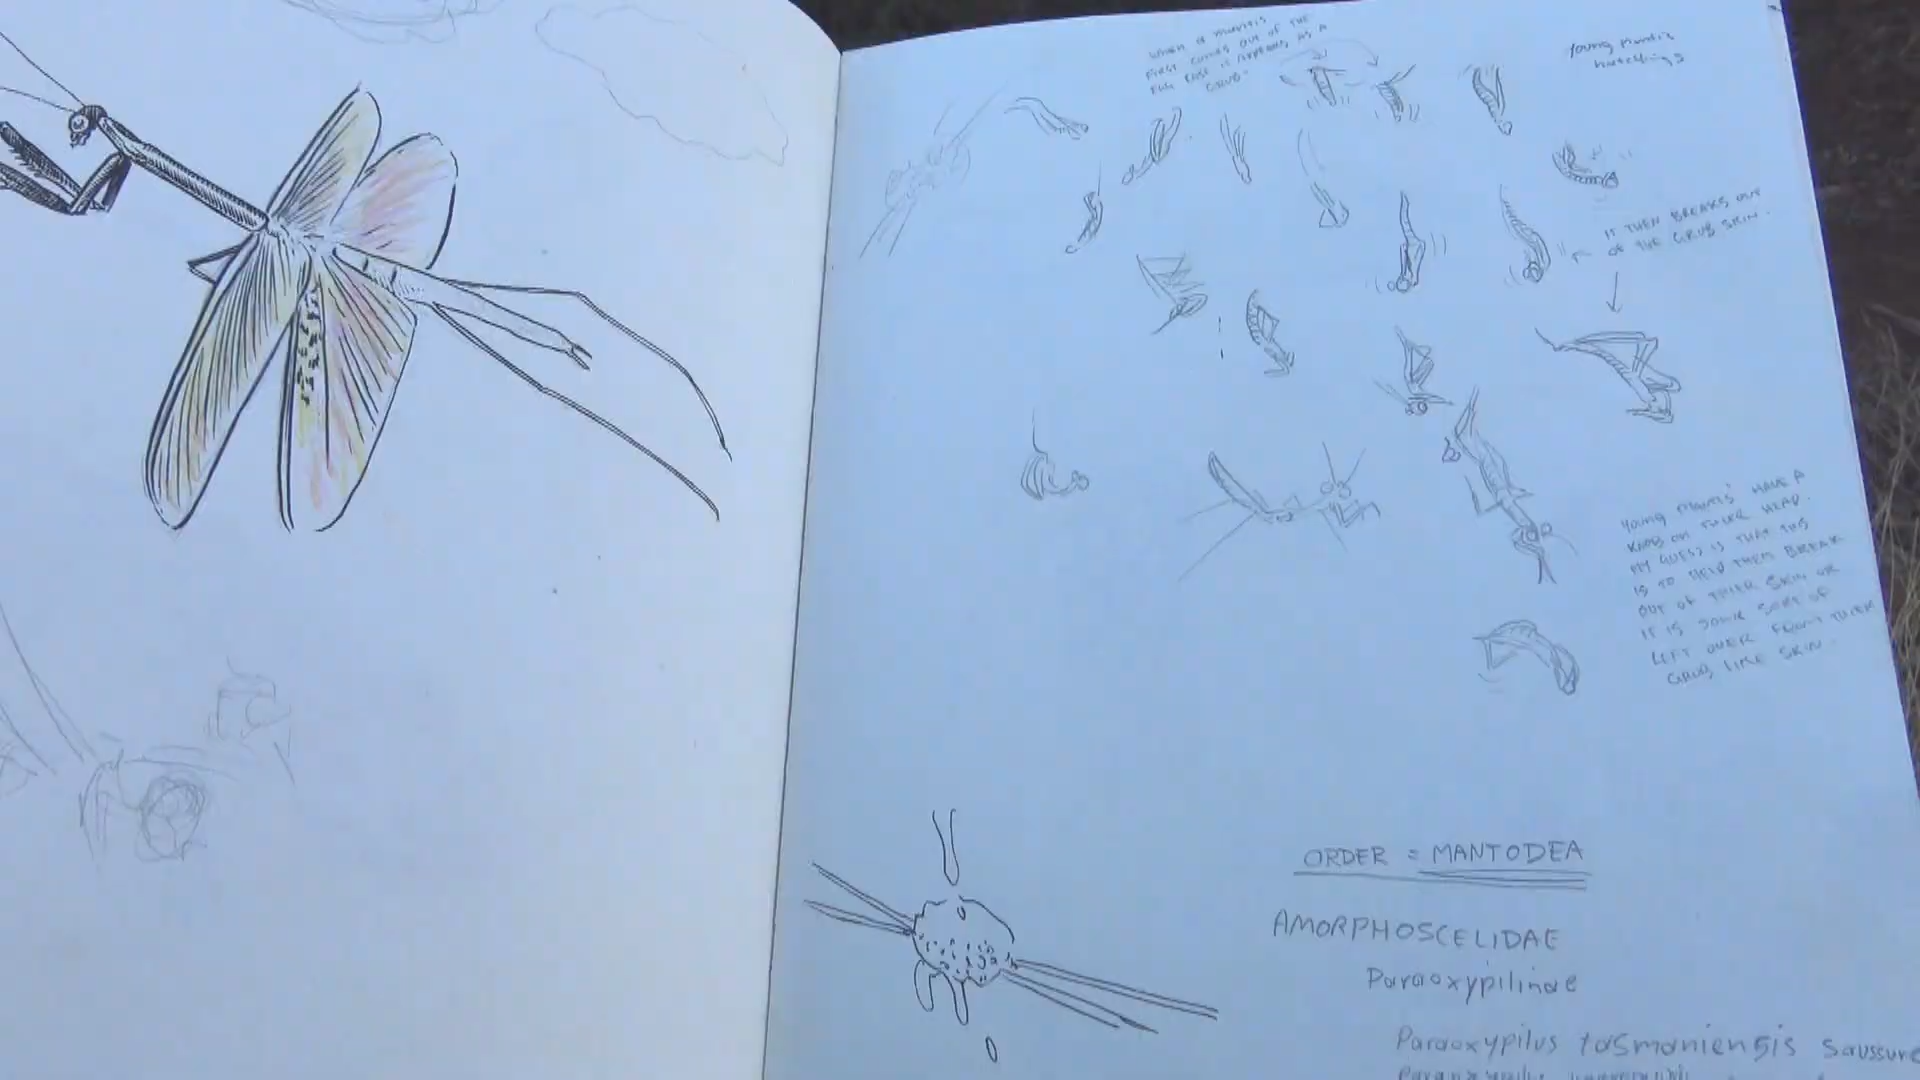 WHEN A MANTIS
FIRST COMES OUT OF THE
EGG CASE IT APPEARS AS A
GRUB.
Young Mantis
hatchlings
IT THEN BREAKS OUT
OF THE GRUB SKIN.
YOUNG MANTIS' HAVE A
KNOB ON THEIR HEAD.
MY GUESS IS THAT THIS
IS TO HELP THEM BREAK
OUT OF THEIR SKIN OR
IT IS SOME SORT OF
LEFT OVER FROM THEIR
GRUB LIKE SKIN.
ORDER = MANTODEA
AMORPHOSCELIDAE
Paraoxypilinae
Paraoxypilus tasmaniensis saussure